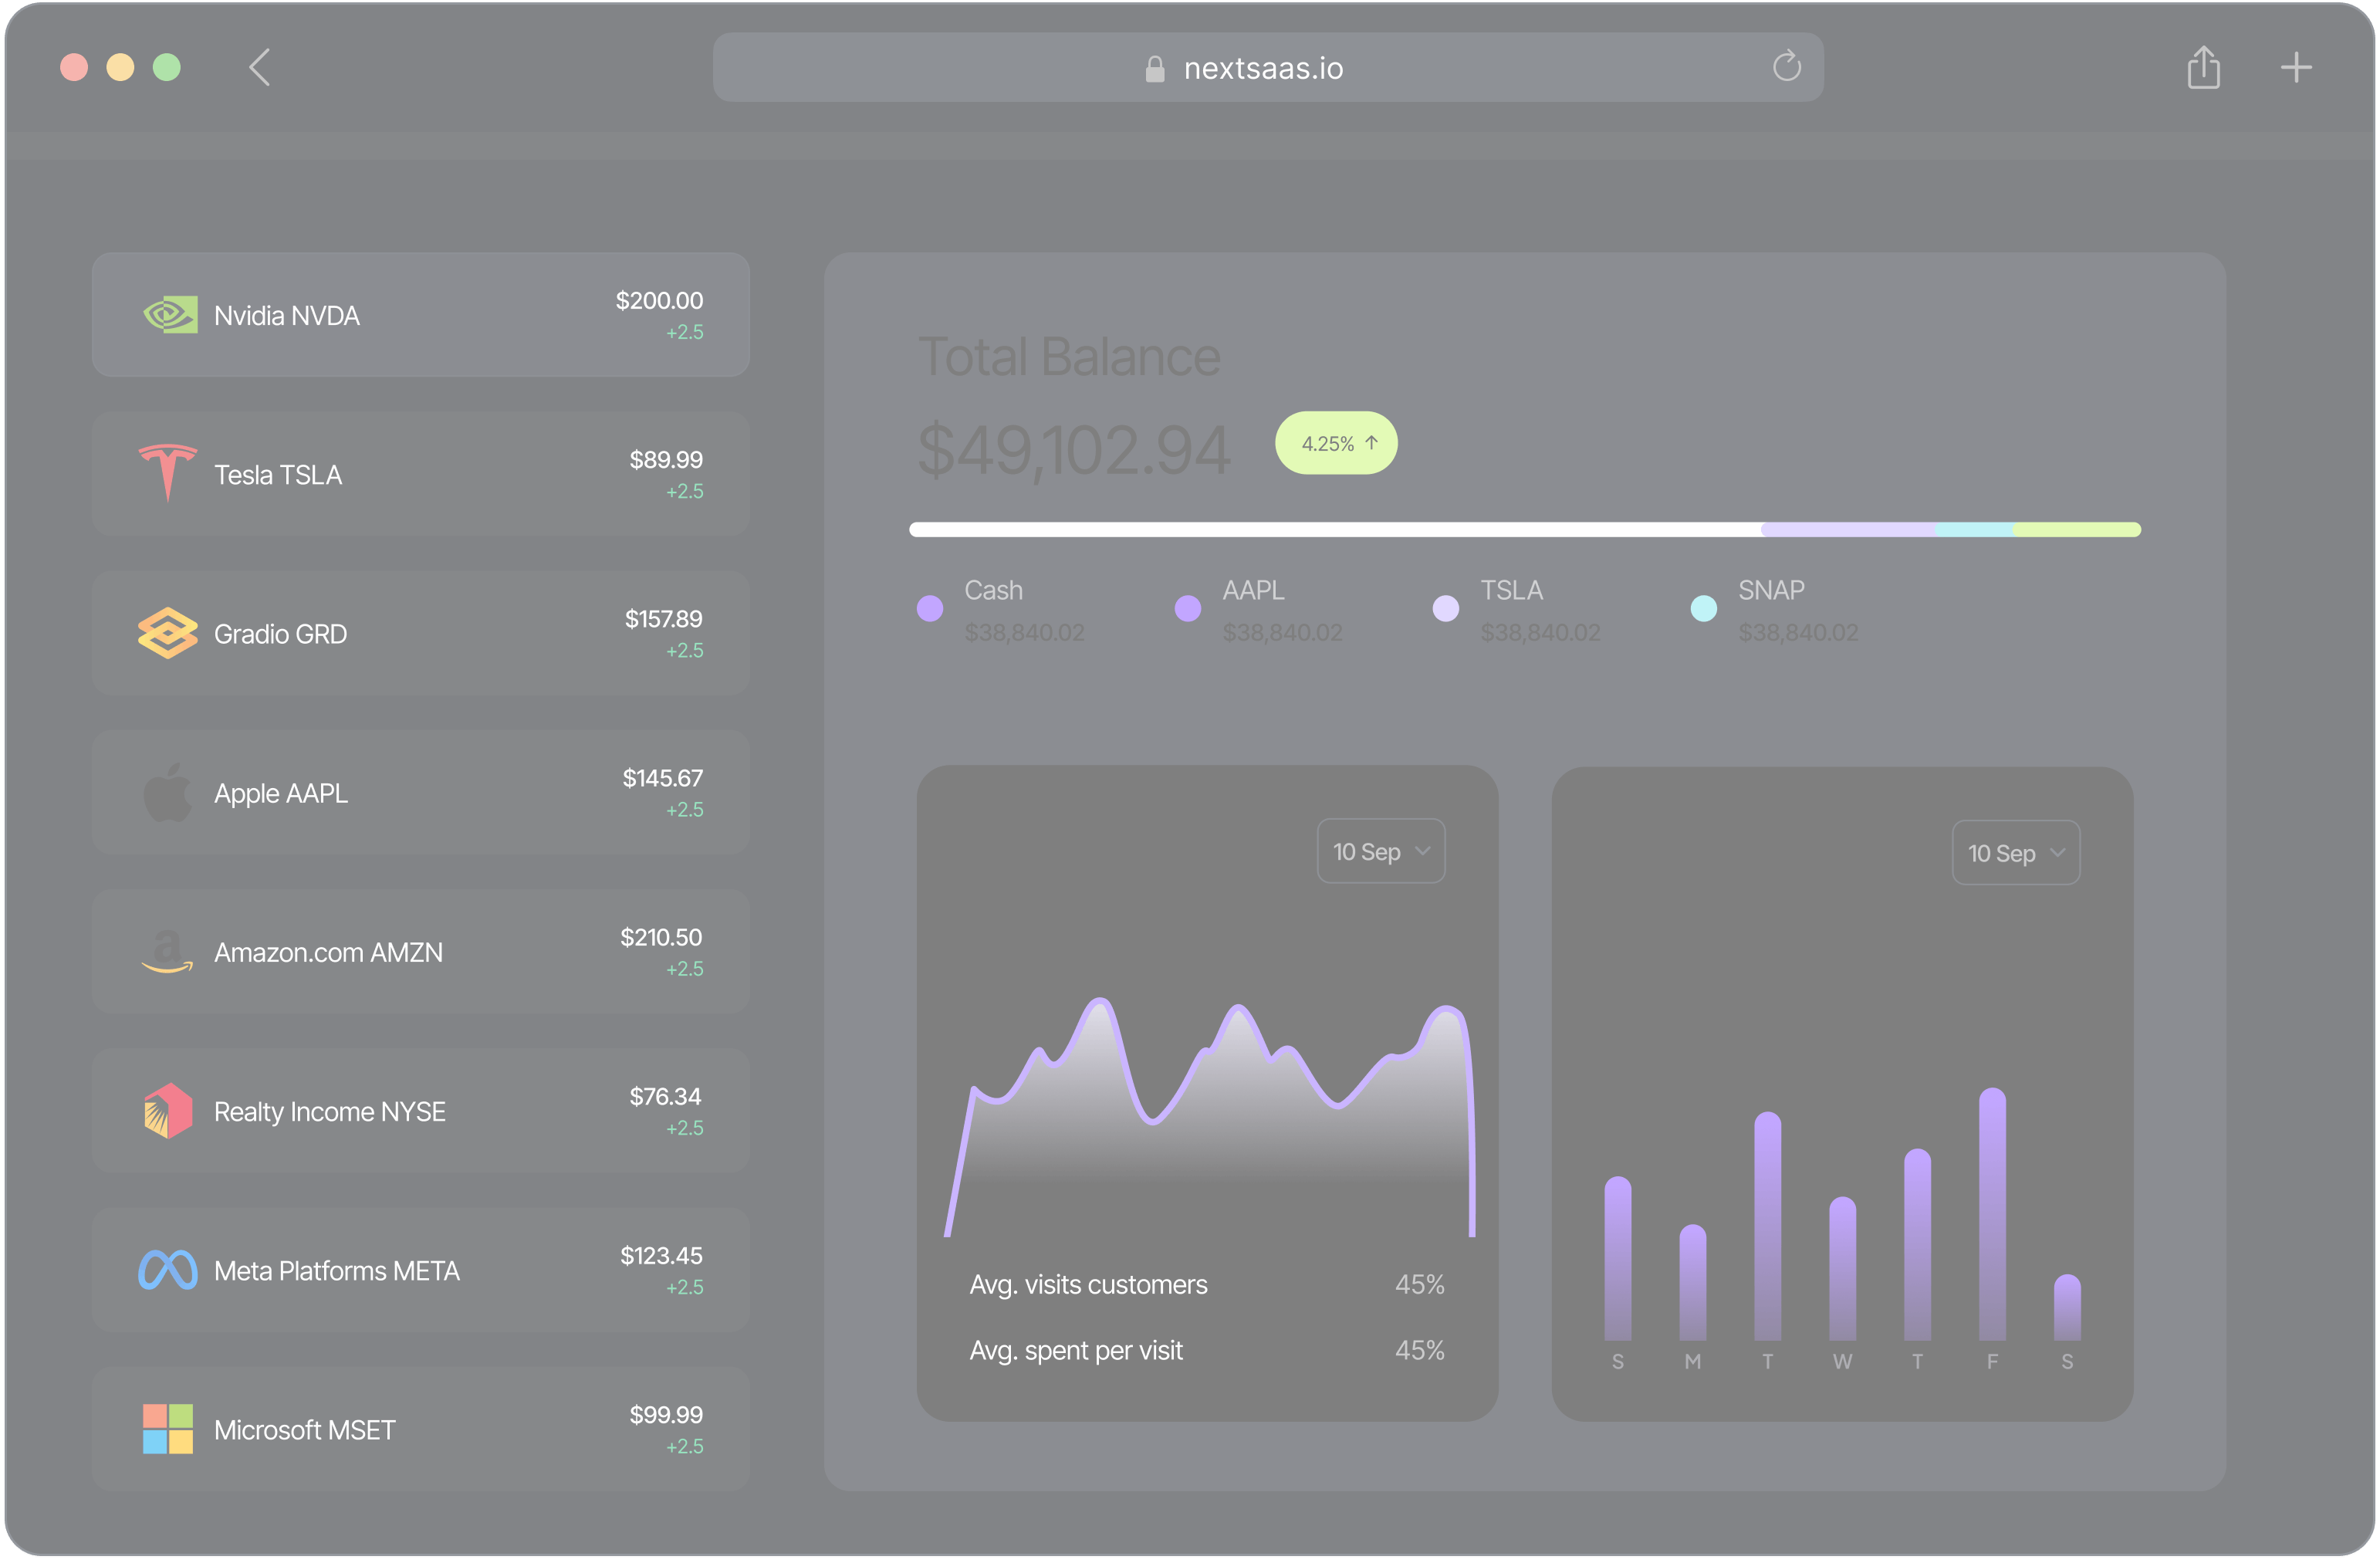 nextsaas.io
Nvidia NVDA
$200.00
+2.5
Tesla TSLA
$89.99
+2.5
Gradio GRD
$157.89
+2.5
Apple AAPL
$145.67
+2.5
Amazon.com AMZN
$210.50
+2.5
Realty Income NYSE
$76.34
+2.5
Meta Platforms META
$123.45
+2.5
Microsoft MSET
$99.99
+2.5
Total Balance
$49,102.94
4.25% ↑
Cash
$38,840.02
AAPL
$38,840.02
TSLA
$38,840.02
SNAP
$38,840.02
10 Sep
Avg. visits customers 45%
Avg. spent per visit 45%
10 Sep
S M T W T F S